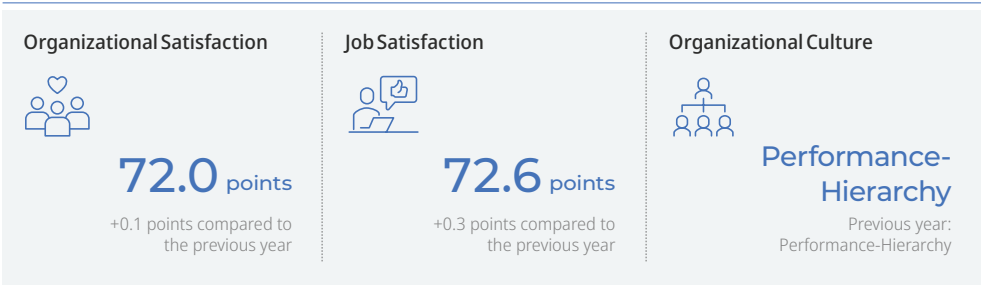 Organizational Satisfaction
72.0 points
+0.1 points compared to
the previous year
Job Satisfaction
72.6 points
+0.3 points compared to
the previous year
Organizational Culture
Performance-
Hierarchy
Previous year:
Performance-Hierarchy